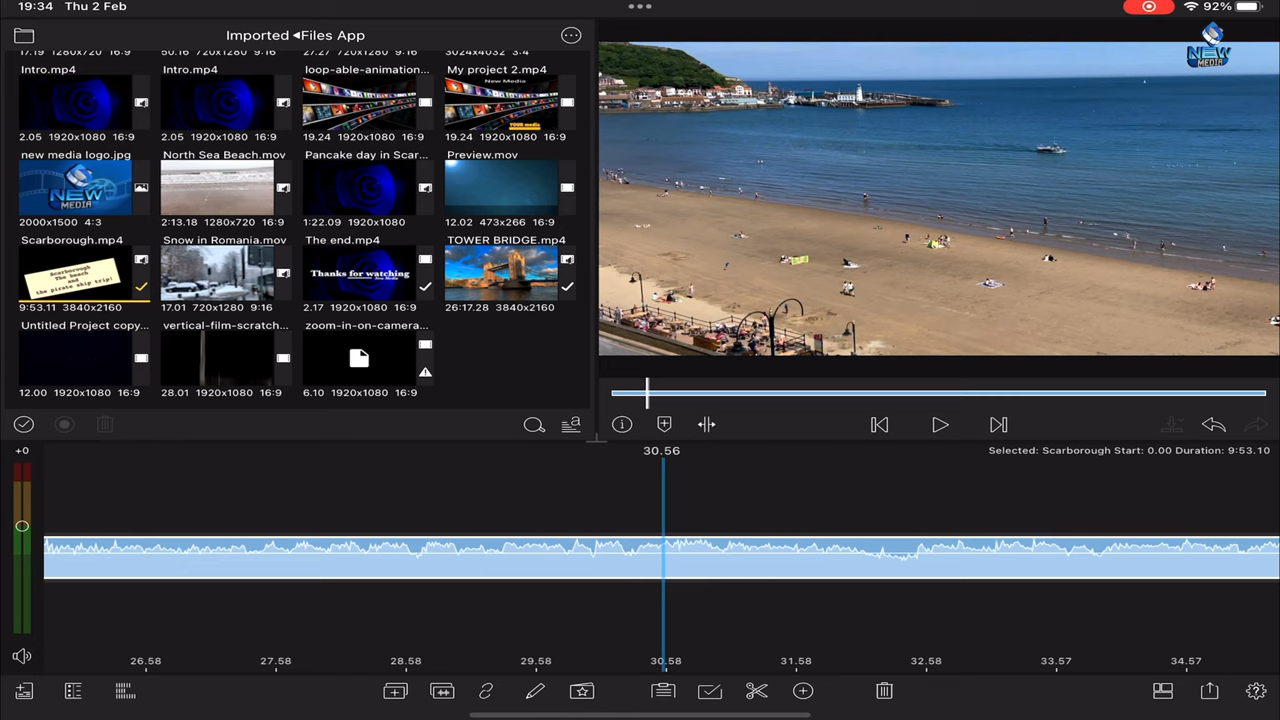 19:34 Thu 2 Feb
92%
Imported ◂Files App
17.19 1280x720 16:9
50.16 720x1280 9:16
27.27 1280x720 16:9
3024x4032 3:4
Intro.mp4
Intro.mp4
loop-able-animation...
My project 2.mp4
New Media
2.05 1920x1080 16:9
2.05 1920x1080 16:9
19.24 1920x1080 16:9
19.24 1920x1080 16:9
new media logo.jpg
North Sea Beach.mov
Pancake day in Scar...
Preview.mov
NEW
MEDIA
2000x1500 4:3
2:13.18 1280x720 16:9
1:22.09 1920x1080
12.02 473x266 16:9
Scarborough.mp4
Snow in Romania.mov
The end.mp4
TOWER BRIDGE.mp4
Scarborough
The beach
and
the pirate ship trip!
Thanks for watching
New Media
9:53.11 3840x2160
17.01 720x1280 9:16
2.17 1920x1080 16:9
26:17.28 3840x2160
Untitled Project copy...
vertical-film-scratch...
zoom-in-on-camera...
12.00 1920x1080 16:9
28.01 1920x1080 16:9
6.10 1920x1080 16:9
NEW
MEDIA
+0
30.56
Selected: Scarborough Start: 0.00 Duration: 9:53.10
26.58
27.58
28.58
29.58
30.58
31.58
32.58
33.57
34.57